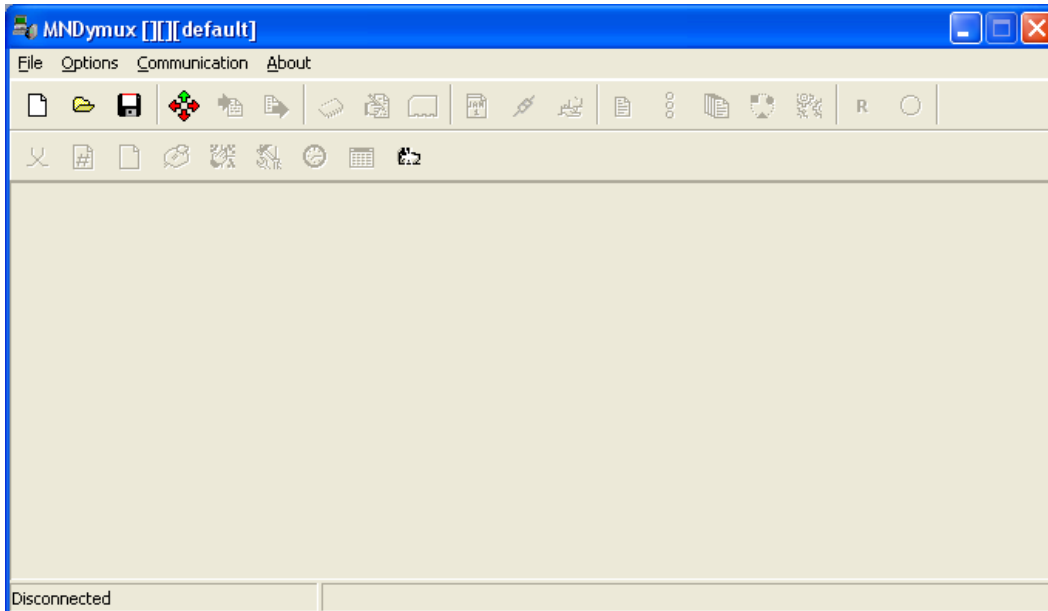 MNDymux [][][default]
File Options Communication About
R
#
Disconnected